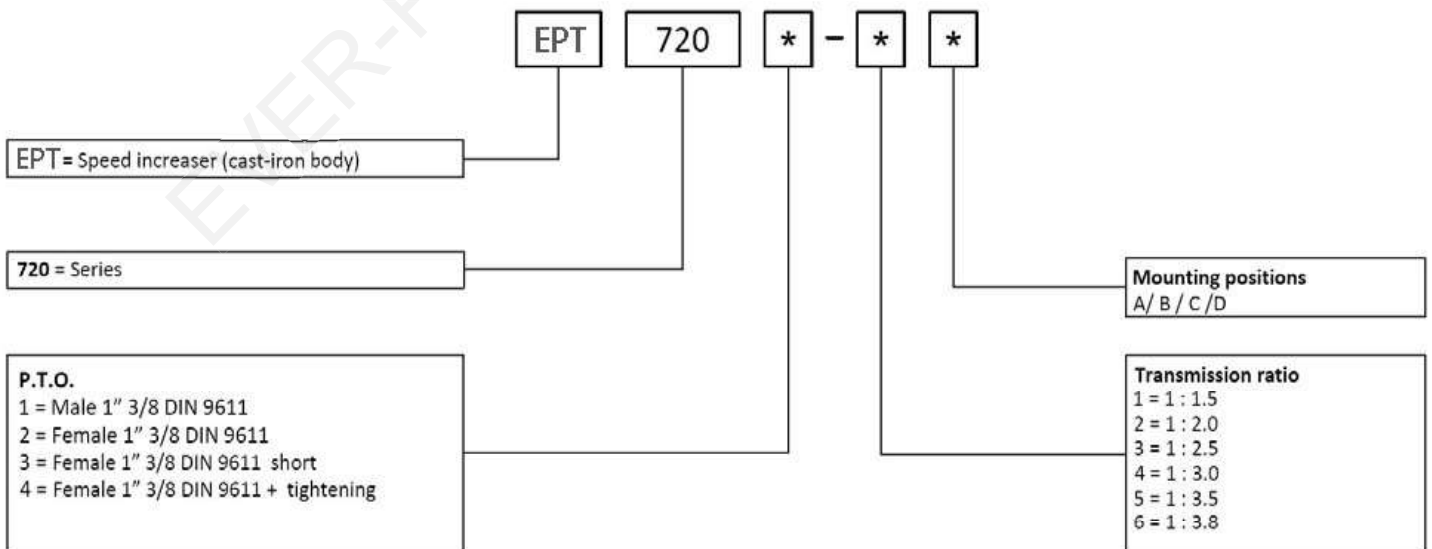 EPT 720 * - * *
EPT = Speed increaser (cast-iron body)
720 = Series
Mounting positions
A/ B / C /D
P.T.O.
1 = Male 1" 3/8 DIN 9611
2 = Female 1" 3/8 DIN 9611
3 = Female 1" 3/8 DIN 9611 short
4 = Female 1" 3/8 DIN 9611 + tightening
Transmission ratio
1 = 1 : 1.5
2 = 1 : 2.0
3 = 1 : 2.5
4 = 1 : 3.0
5 = 1 : 3.5
6 = 1 : 3.8